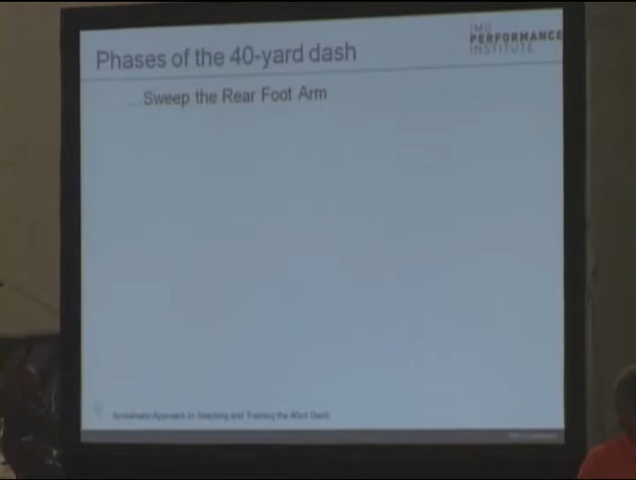 Phases of the 40-yard dash
IMG
PERFORMANCE
INSTITUTE
...Sweep the Rear Foot Arm
Systematic Approach to Teaching and Training the 40yd Dash